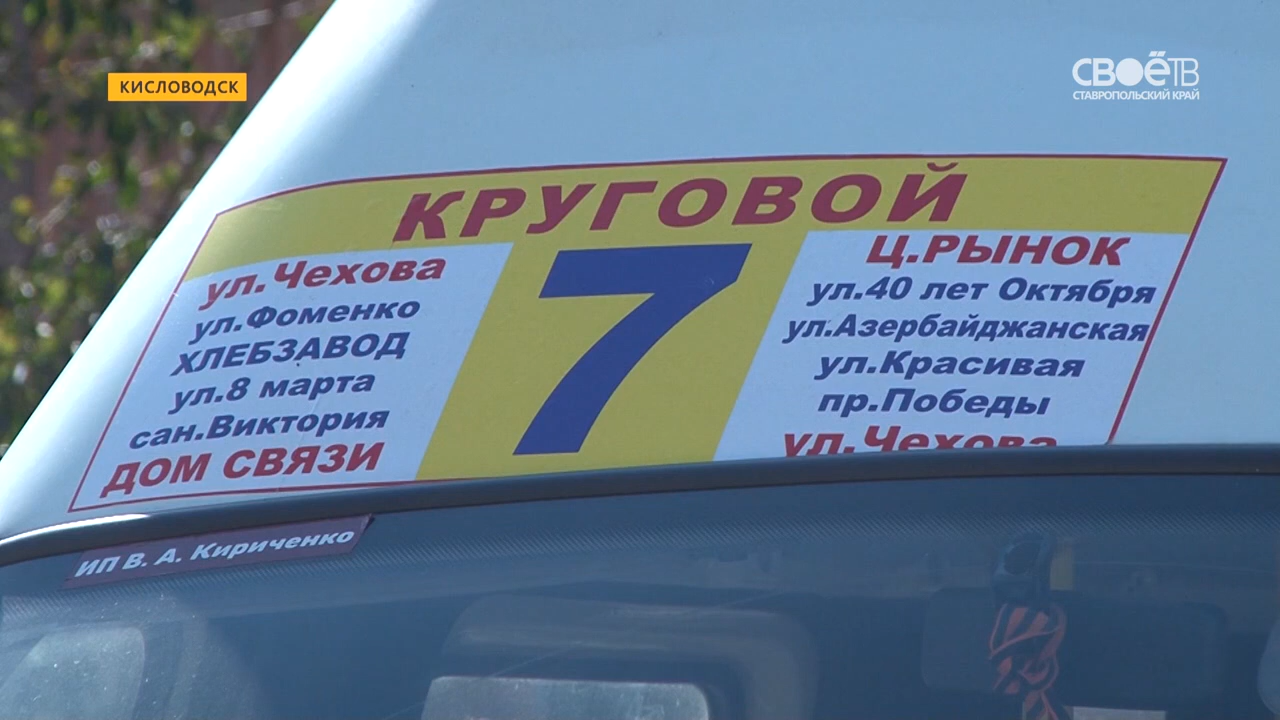 КИСЛОВОДСК
СВОЁТВ
СТАВРОПОЛЬСКИЙ КРАЙ
КРУГОВОЙ
ул.Чехова
ул.Фоменко
ХЛЕБЗАВОД
ул.8 марта
сан.Виктория
ДОМ СВЯЗИ
7
Ц.РЫНОК
ул.40 лет Октября
ул.Азербайджанская
ул.Красивая
пр.Победы
ул.Чехова
ИП В. А. Кириченко